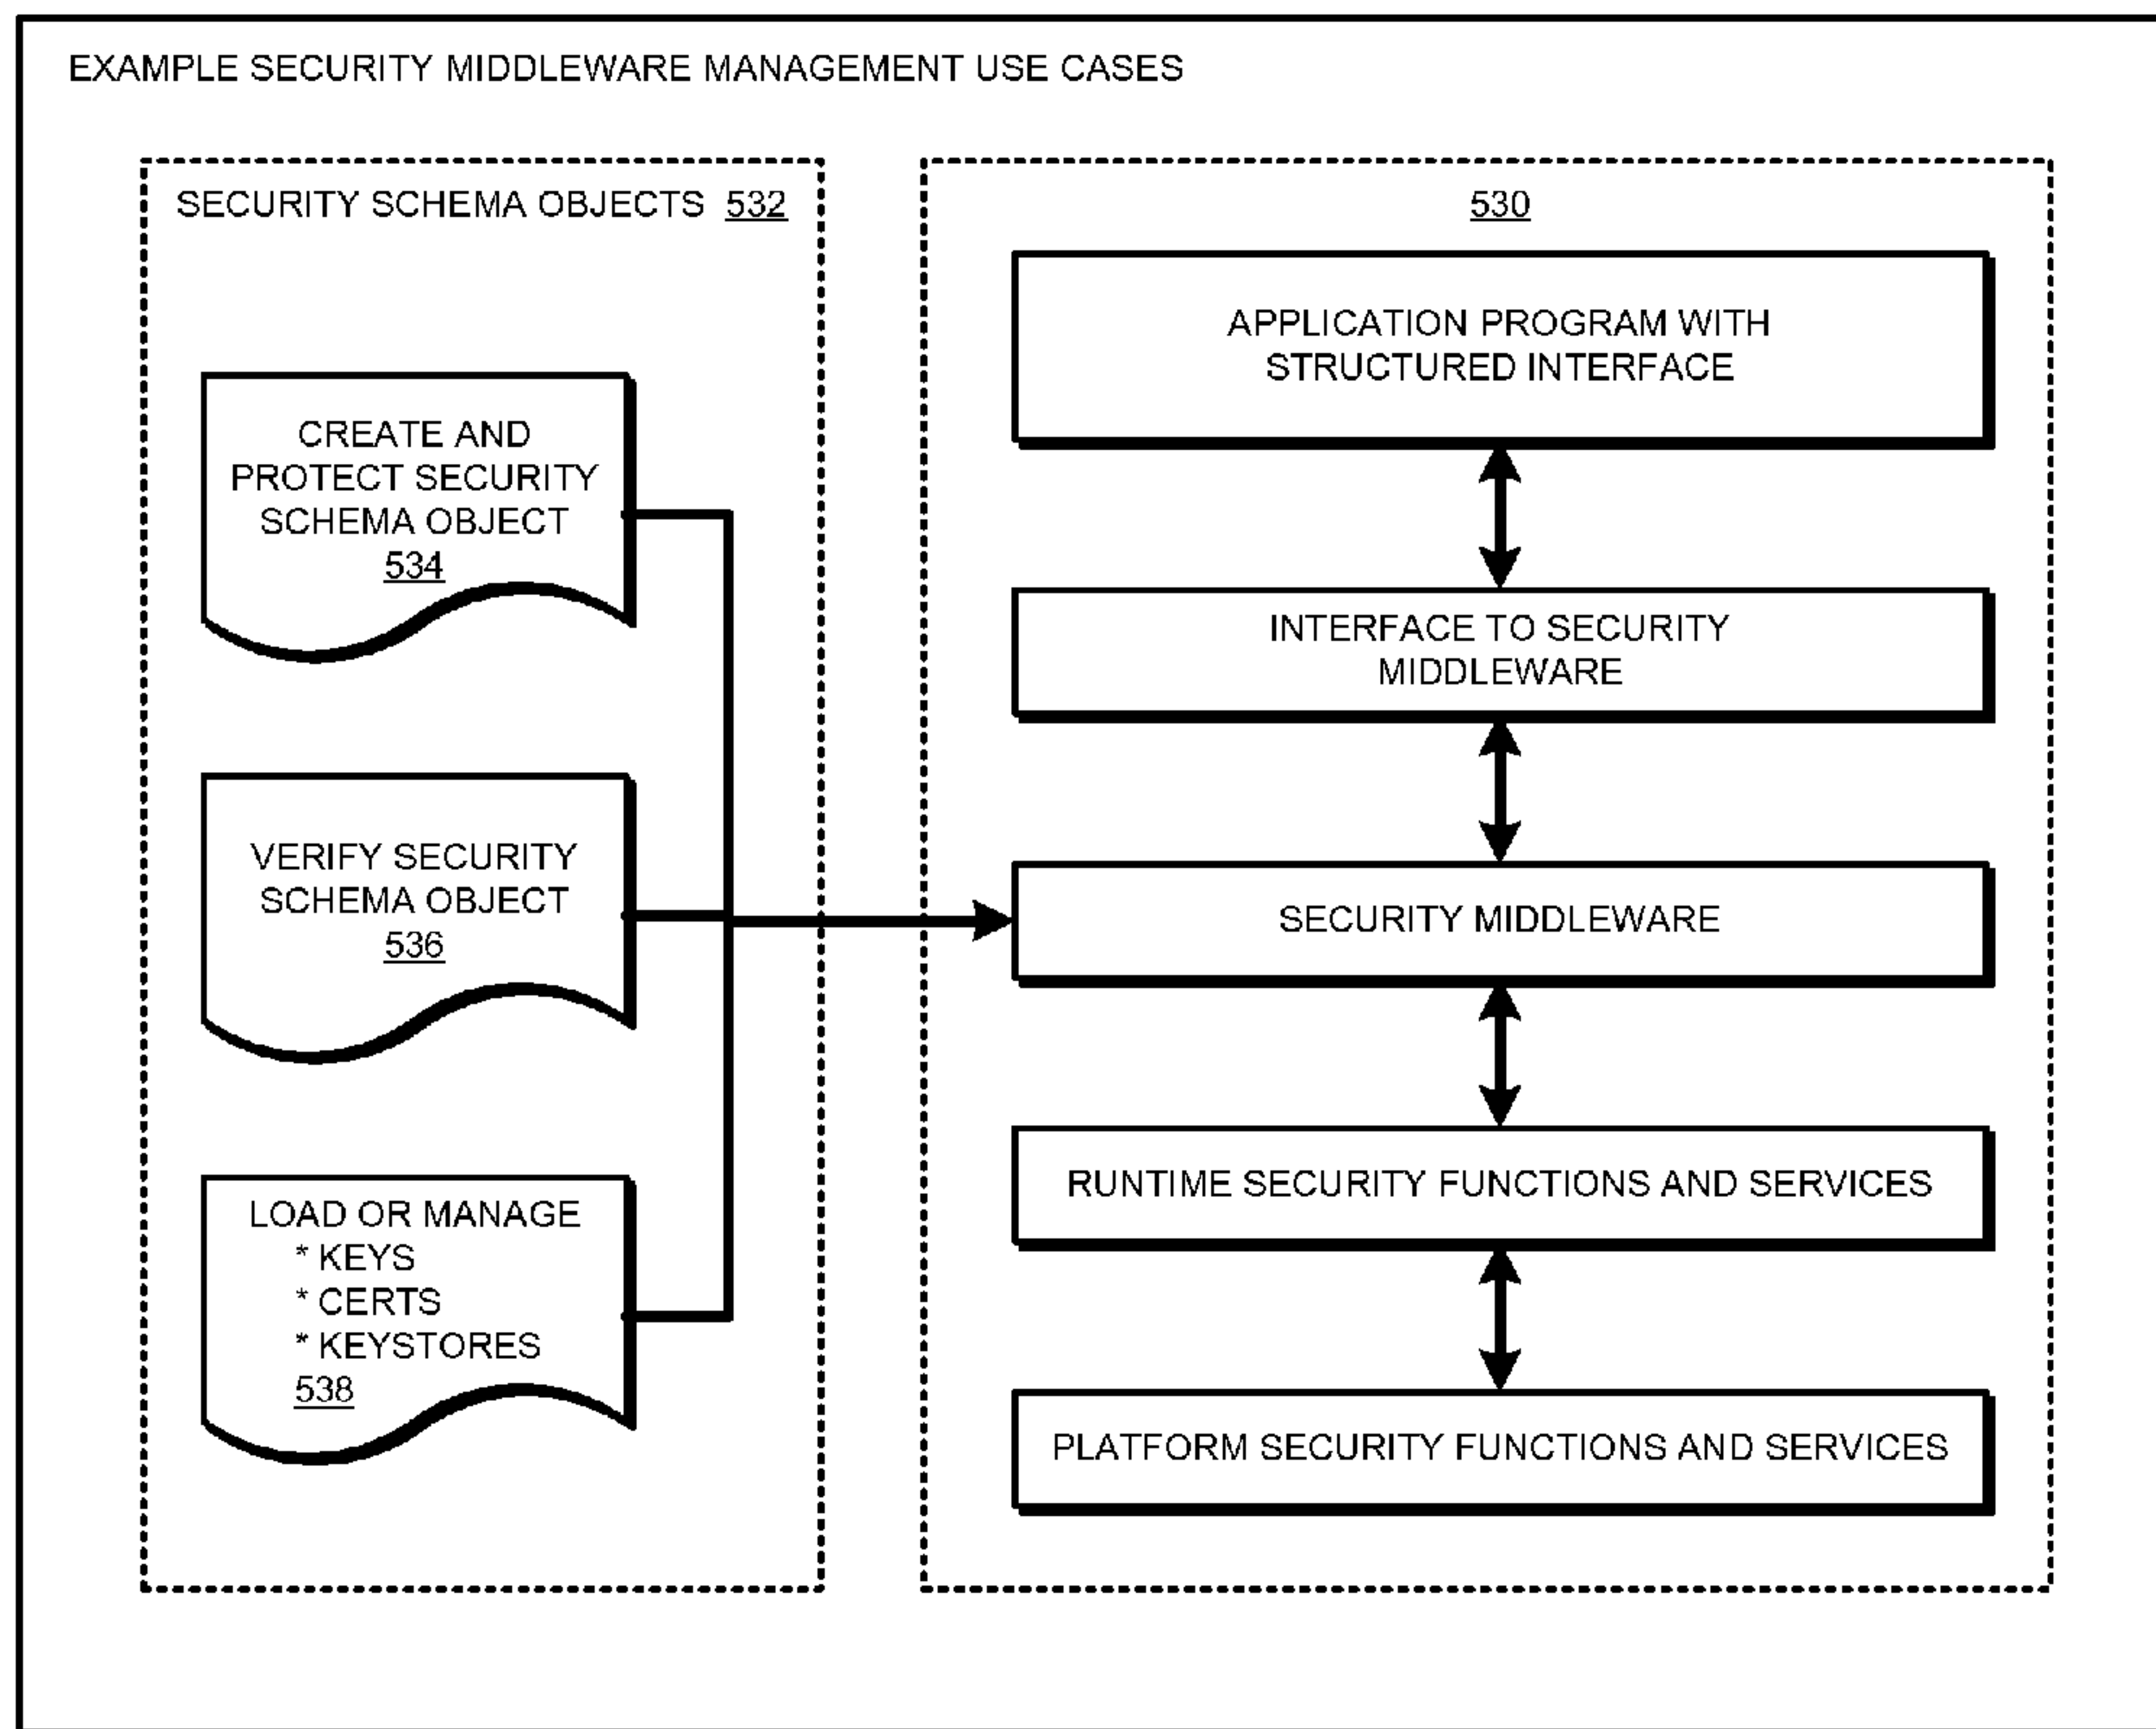 EXAMPLE SECURITY MIDDLEWARE MANAGEMENT USE CASES
SECURITY SCHEMA OBJECTS 532
CREATE AND
PROTECT SECURITY
SCHEMA OBJECT
534
VERIFY SECURITY
SCHEMA OBJECT
536
LOAD OR MANAGE
* KEYS
* CERTS
* KEYSTORES
538
530
APPLICATION PROGRAM WITH
STRUCTURED INTERFACE
INTERFACE TO SECURITY
MIDDLEWARE
SECURITY MIDDLEWARE
RUNTIME SECURITY FUNCTIONS AND SERVICES
PLATFORM SECURITY FUNCTIONS AND SERVICES